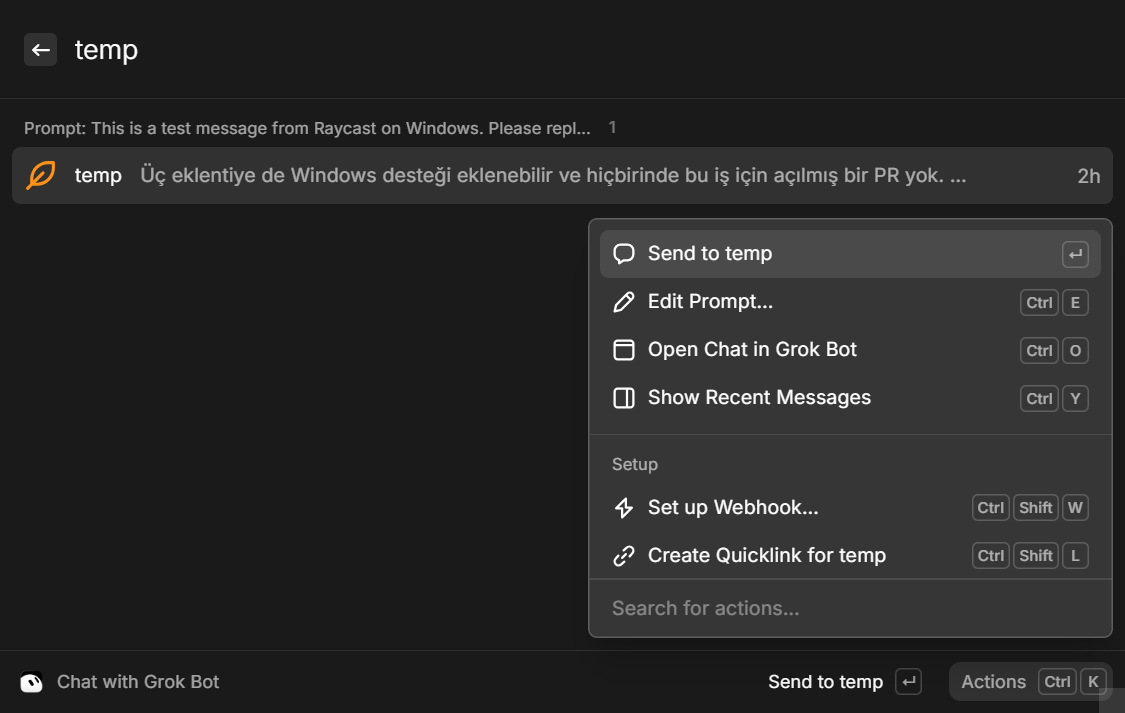 temp
Prompt: This is a test message from Raycast on Windows. Please repl... 1
temp Üç eklentiye de Windows desteği eklenebilir ve hiçbirinde bu iş için açılmış bir PR yok. ... 2h
Send to temp ↵
Edit Prompt... Ctrl E
Open Chat in Grok Bot Ctrl O
Show Recent Messages Ctrl Y
Setup
Set up Webhook... Ctrl Shift W
Create Quicklink for temp Ctrl Shift L
Search for actions...
Chat with Grok Bot Send to temp ↵ Actions Ctrl K